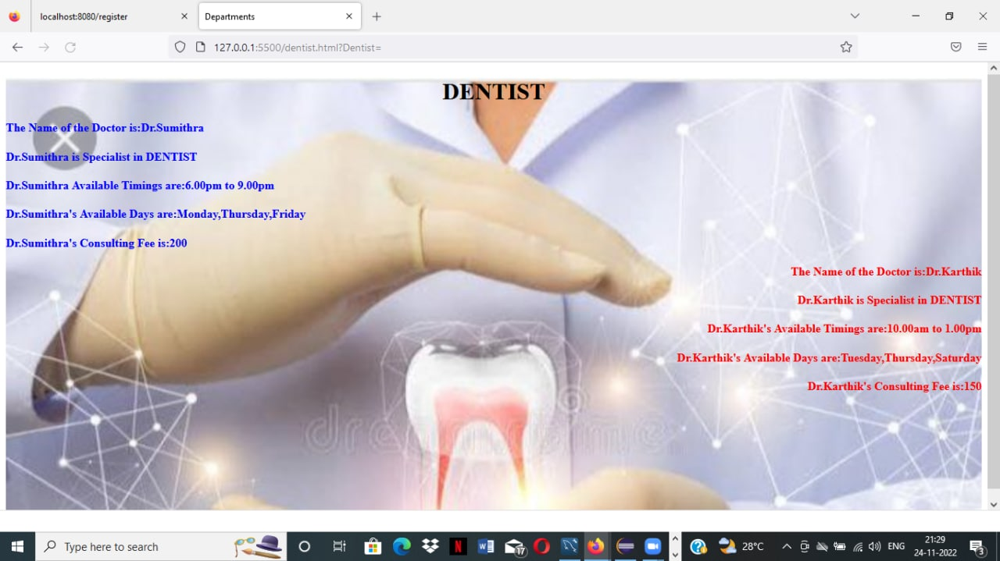 localhost:8080/register
Departments
127.0.0.1:5500/dentist.html?Dentist=
DENTIST
The Name of the Doctor is:Dr.Sumithra
Dr.Sumithra is Specialist in DENTIST
Dr.Sumithra Available Timings are:6.00pm to 9.00pm
Dr.Sumithra's Available Days are:Monday,Thursday,Friday
Dr.Sumithra's Consulting Fee is:200
The Name of the Doctor is:Dr.Karthik
Dr.Karthik is Specialist in DENTIST
Dr.Karthik's Available Timings are:10.00am to 1.00pm
Dr.Karthik's Available Days are:Tuesday,Thursday,Saturday
Dr.Karthik's Consulting Fee is:150
dreamstime
Type here to search
17
28°C
ENG
21:29
24-11-2022
3